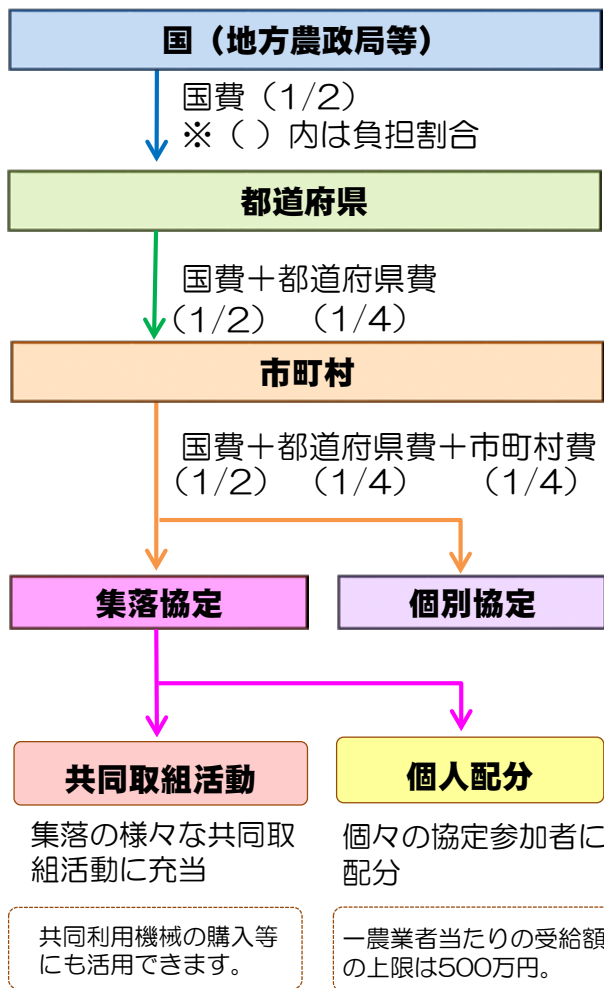 国（地方農政局等）
国費（1/2）
※（ ）内は負担割合
都道府県
国費＋都道府県費
（1/2）　（1/4）
市町村
国費＋都道府県費＋市町村費
（1/2）　（1/4）　　（1/4）
集落協定
個別協定
共同取組活動
集落の様々な共同取
組活動に充当
共同利用機械の購入等
にも活用できます。
個人配分
個々の協定参加者に
配分
一農業者当たりの受給額
の上限は500万円。